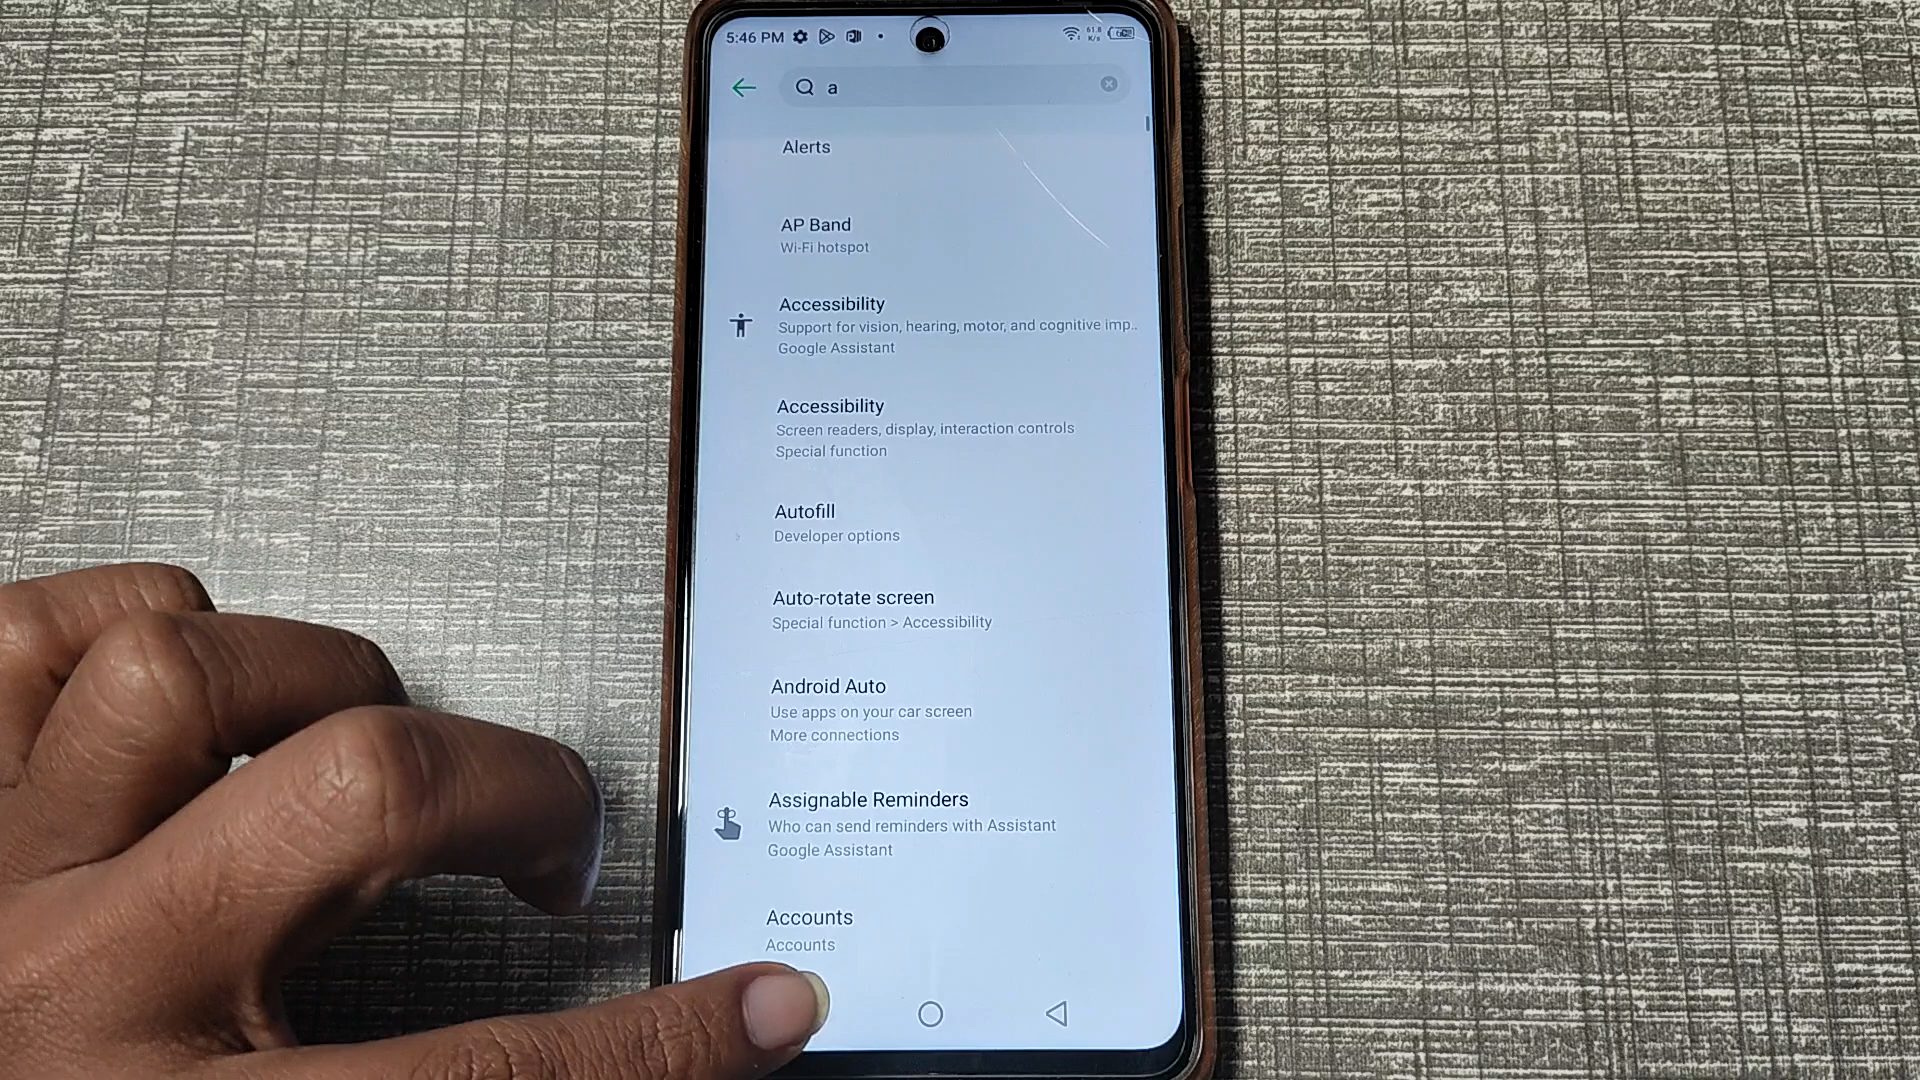 5:46 PM
61.8
K/s
a
Alerts
AP Band
Wi-Fi hotspot
Accessibility
Support for vision, hearing, motor, and cognitive imp..
Google Assistant
Accessibility
Screen readers, display, interaction controls
Special function
Autofill
Developer options
Auto-rotate screen
Special function > Accessibility
Android Auto
Use apps on your car screen
More connections
Assignable Reminders
Who can send reminders with Assistant
Google Assistant
Accounts
Accounts